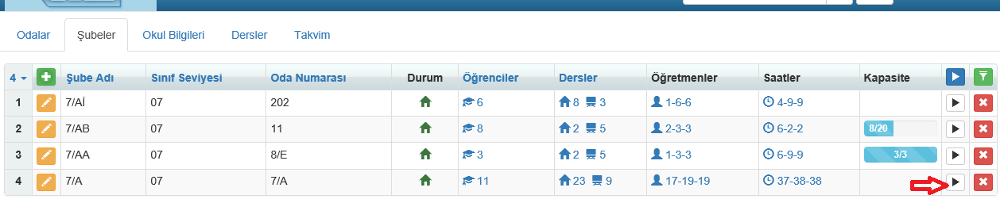 Odalar Şubeler Okul Bilgileri Dersler Takvim
4 Şube Adı Sınıf Seviyesi Oda Numarası Durum Öğrenciler Dersler Öğretmenler Saatler Kapasite
1 7/Aİ 07 202 6 8 3 1-6-6 4-9-9
2 7/AB 07 11 8 2 5 2-3-3 6-2-2 8/20
3 7/AA 07 8/E 3 2 5 1-3-3 6-9-9 3/3
4 7/A 07 7/A 11 23 9 17-19-19 37-38-38